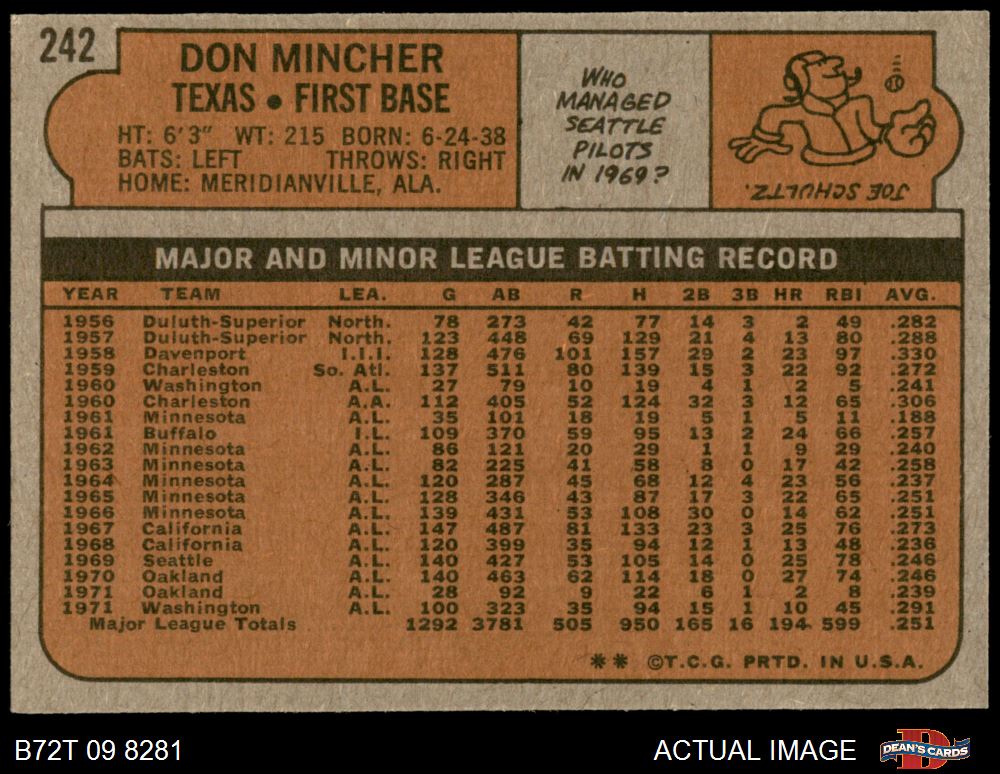 242
DON MINCHER
TEXAS • FIRST BASE
HT: 6'3" WT: 215 BORN: 6-24-38
BATS: LEFT THROWS: RIGHT
HOME: MERIDIANVILLE, ALA.
WHO
MANAGED
SEATTLE
PILOTS
IN 1969?
JOE SCHULTZ.
MAJOR AND MINOR LEAGUE BATTING RECORD
YEAR TEAM LEA. G AB R H 2B 3B HR RBI AVG.
1956 Duluth-Superior North. 78 273 42 77 14 3 2 49 .282
1957 Duluth-Superior North. 123 448 69 129 21 4 13 80 .288
1958 Davenport I.I.I. 128 476 101 157 29 2 23 97 .330
1959 Charleston So. Atl. 137 511 80 139 15 3 22 92 .272
1960 Washington A.L. 27 79 10 19 4 1 2 5 .241
1960 Charleston A.A. 112 405 52 124 32 3 12 65 .306
1961 Minnesota A.L. 35 101 18 19 5 1 5 11 .188
1961 Buffalo I.L. 109 370 59 95 13 2 24 66 .257
1962 Minnesota A.L. 86 121 20 29 1 1 9 29 .240
1963 Minnesota A.L. 82 225 41 58 8 0 17 42 .258
1964 Minnesota A.L. 120 287 45 68 12 4 23 56 .237
1965 Minnesota A.L. 128 346 43 87 17 3 22 65 .251
1966 Minnesota A.L. 139 431 53 108 30 0 14 62 .251
1967 California A.L. 147 487 81 133 23 3 25 76 .273
1968 California A.L. 120 399 35 94 12 1 13 48 .236
1969 Seattle A.L. 140 427 53 105 14 0 25 78 .246
1970 Oakland A.L. 140 463 62 114 18 0 27 74 .246
1971 Oakland A.L. 28 92 9 22 6 1 2 8 .239
1971 Washington A.L. 100 323 35 94 15 1 10 45 .291
Major League Totals 1292 3781 505 950 165 16 194 599 .251
** ©T.C.G. PRTD. IN U.S.A.
B72T 09 8281
ACTUAL IMAGE
DEAN'S CARDS